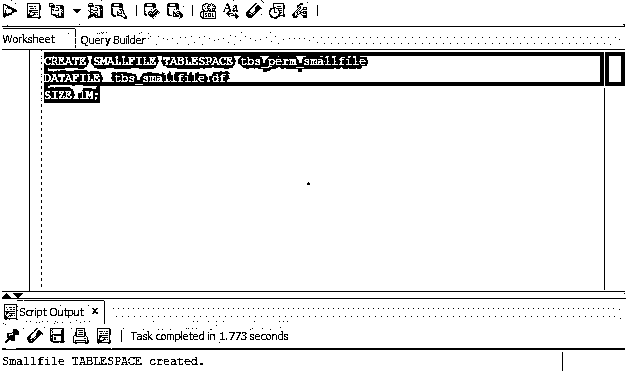 Worksheet Query Builder
CREATE SMALLFILE TABLESPACE tbs_perm_smallfile
DATAFILE 'tbs_smallfile.df'
SIZE 1M;
Script Output ×
Task completed in 1.773 seconds
Smallfile TABLESPACE created.